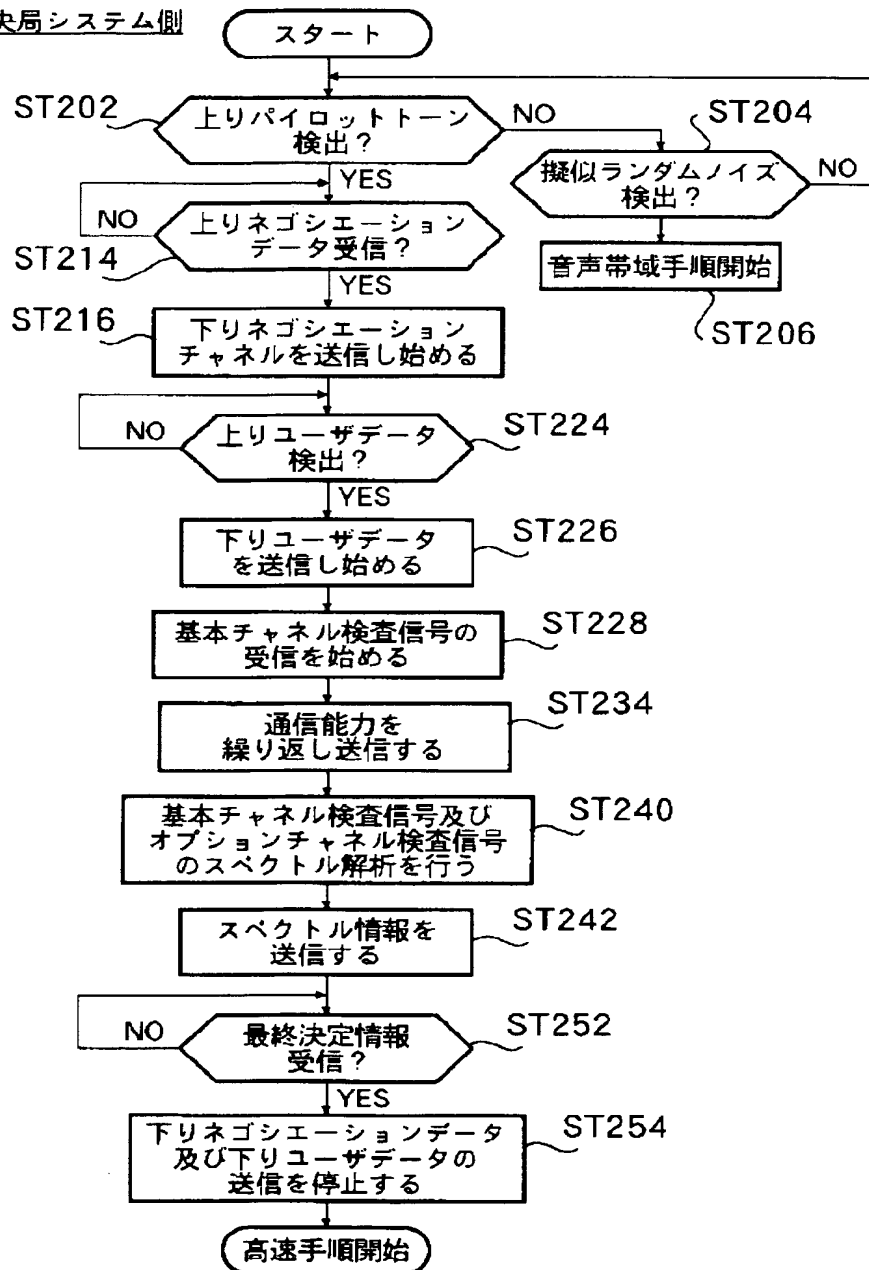 央局システム側
スタート
ST202
上りパイロットトーン
検出？
NO
ST204
擬似ランダムノイズ
検出？
NO
YES
NO
上りネゴシエーション
データ受信？
ST214
音声帯域手順開始
ST206
YES
ST216
下りネゴシエーション
チャネルを送信し始める
NO
上りユーザデータ
検出？
ST224
YES
下りユーザデータ
を送信し始める
ST226
基本チャネル検査信号の
受信を始める
ST228
通信能力を
繰り返し送信する
ST234
基本チャネル検査信号及び
オプションチャネル検査信号
のスペクトル解析を行う
ST240
スペクトル情報を
送信する
ST242
NO
最終決定情報
受信？
ST252
YES
下りネゴシエーションデータ
及び下りユーザデータの
送信を停止する
ST254
高速手順開始